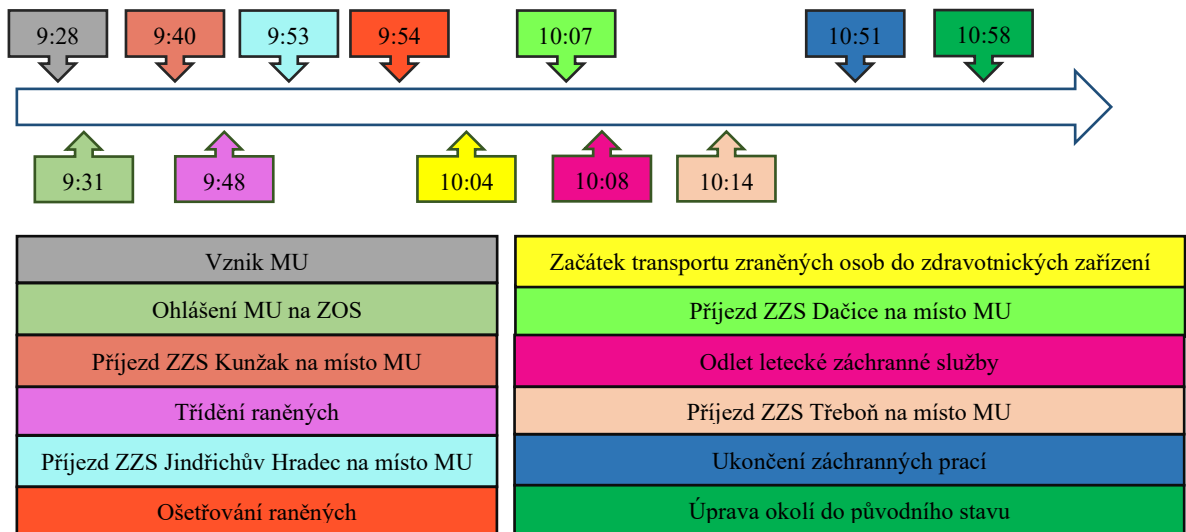 9:28
9:40
9:53
9:54
10:07
10:51
10:58
9:31
9:48
10:04
10:08
10:14
Vznik MU
Ohlášení MU na ZOS
Příjezd ZZS Kunžak na místo MU
Třídění raněných
Příjezd ZZS Jindřichův Hradec na místo MU
Ošetřování raněných
Začátek transportu zraněných osob do zdravotnických zařízení
Příjezd ZZS Dačice na místo MU
Odlet letecké záchranné služby
Příjezd ZZS Třeboň na místo MU
Ukončení záchranných prací
Úprava okolí do původního stavu